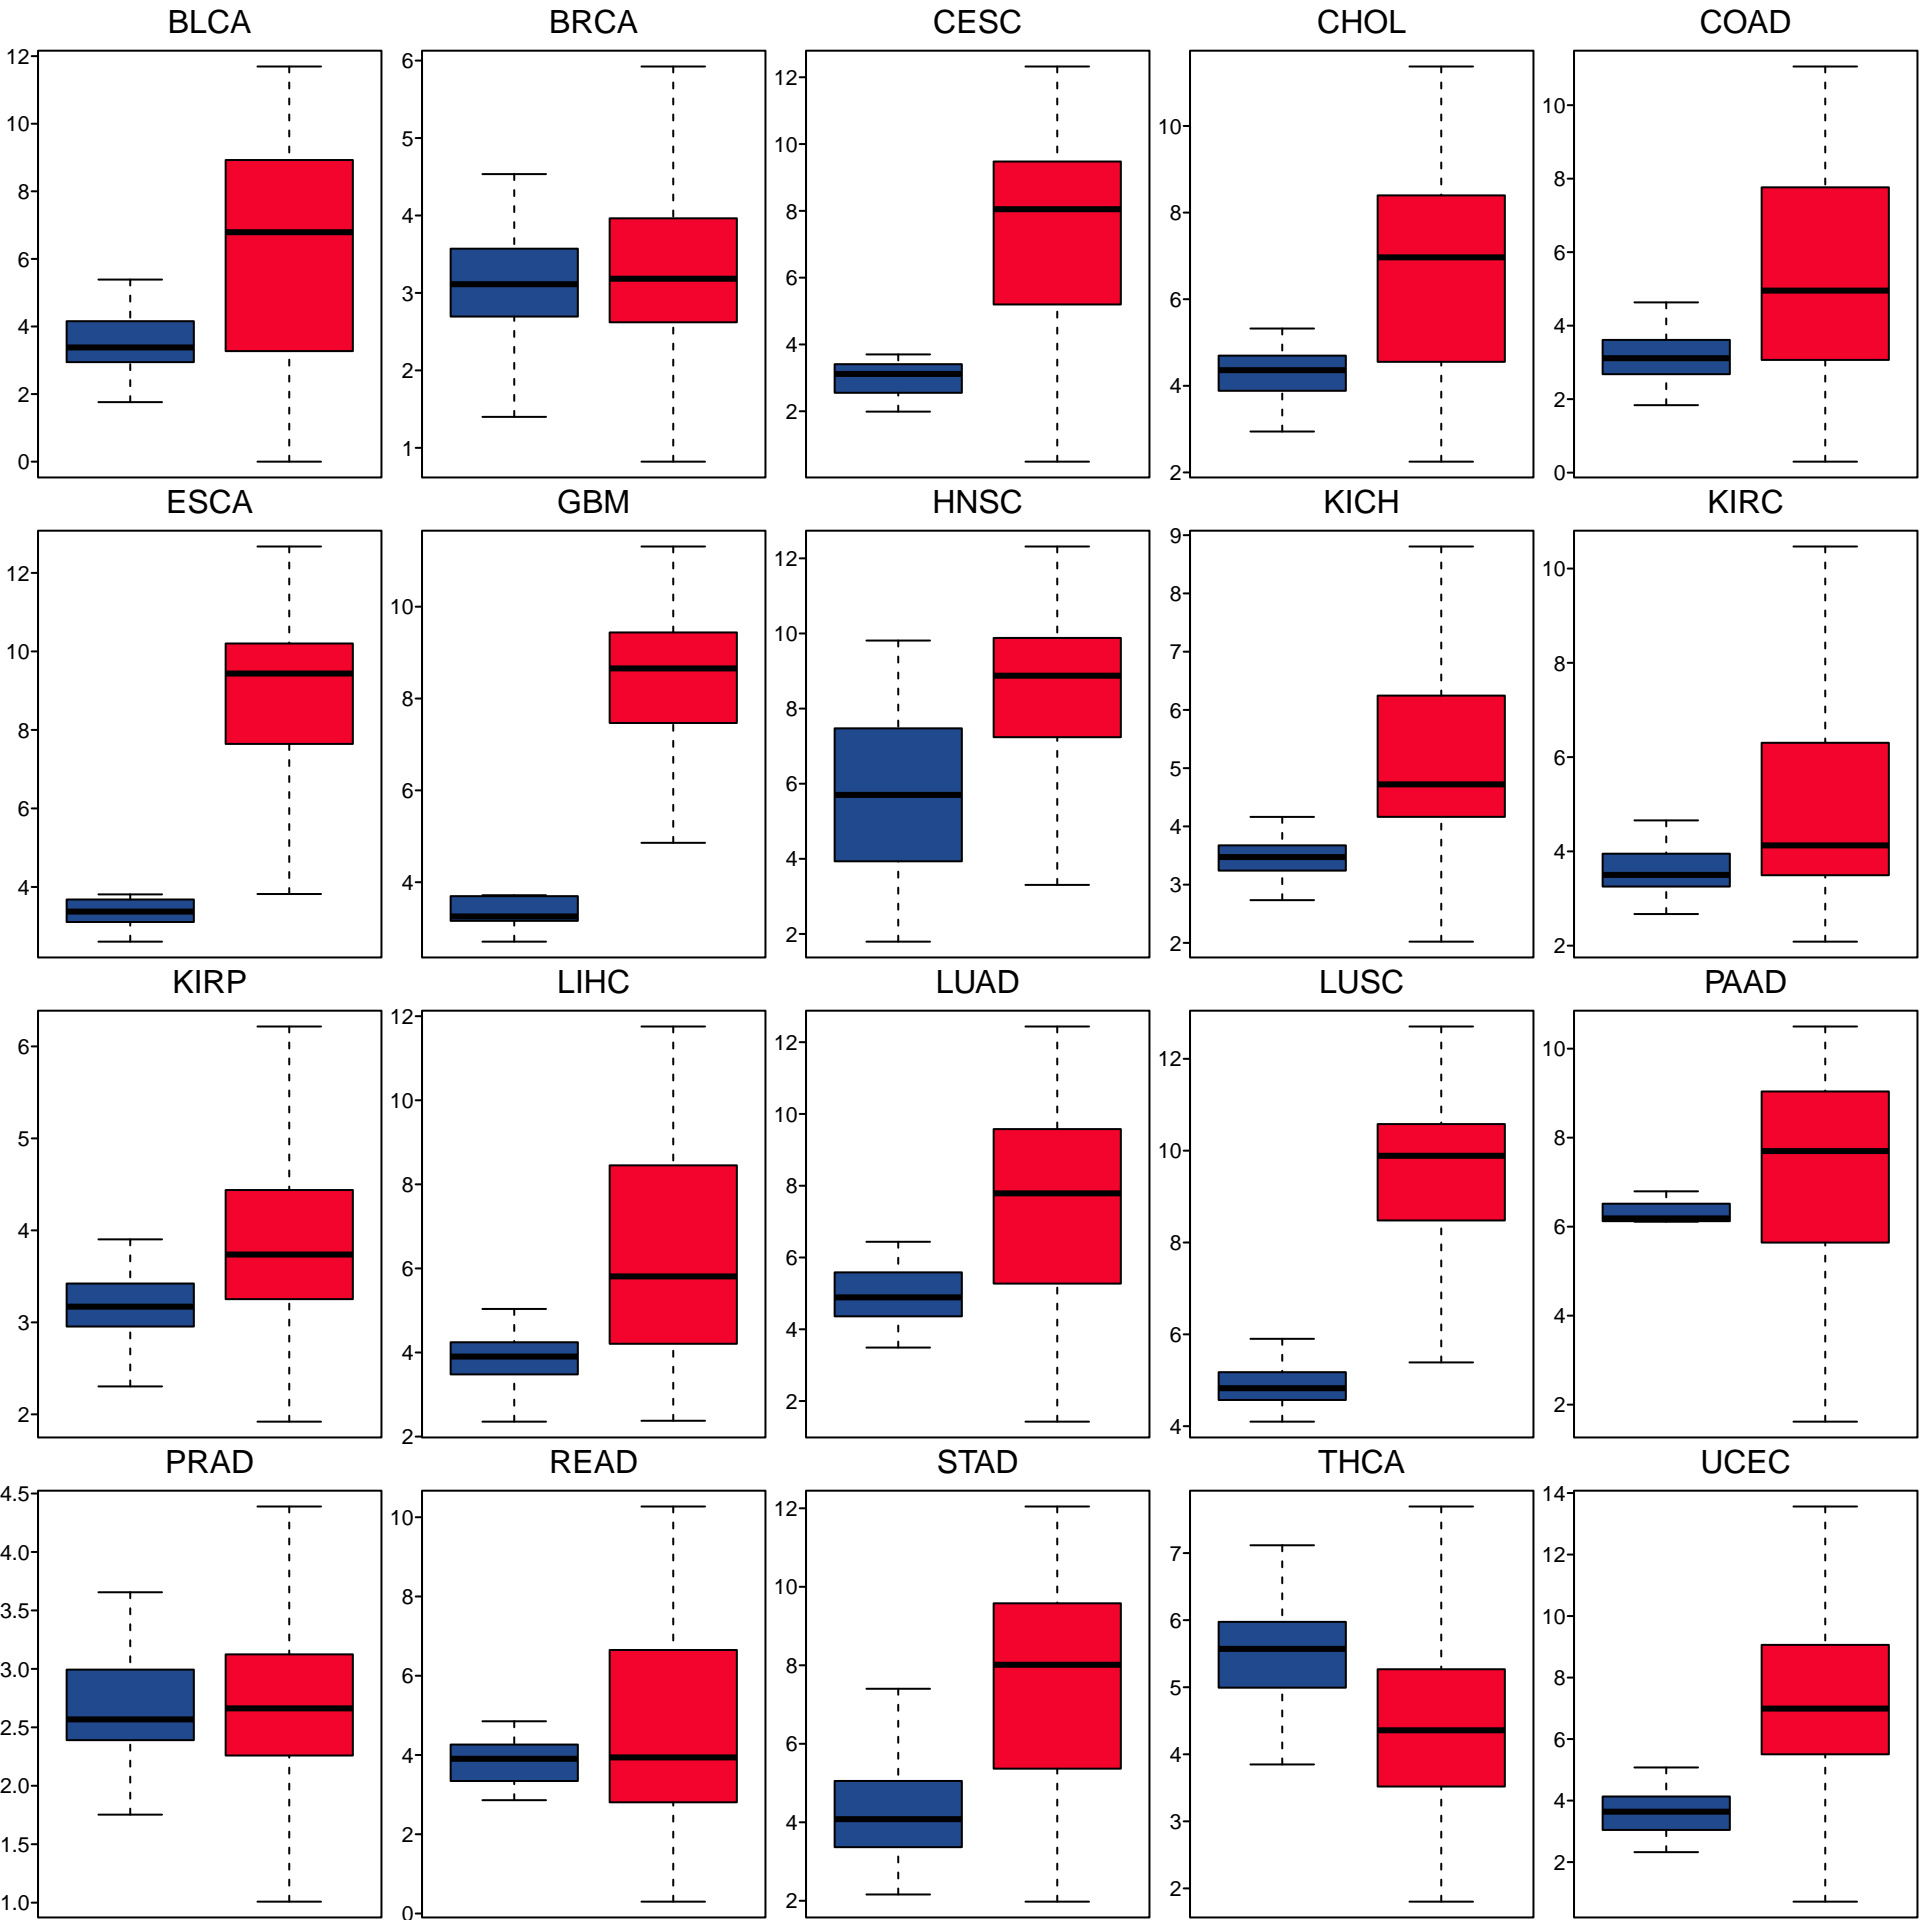 BLCA BRCA CESC CHOL COAD
12 10 8 6 4 2 0
6 5 4 3 2 1
12 10 8 6 4 2
10 8 6 4 2
10 8 6 4 2 0
ESCA GBM HNSC KICH KIRC
12 10 8 6 4
10 8 6 4
12 10 8 6 4 2
9 8 7 6 5 4 3 2
10 8 6 4 2
KIRP LIHC LUAD LUSC PAAD
6 5 4 3 2
12 10 8 6 4 2
12 10 8 6 4 2
12 10 8 6 4
10 8 6 4 2
PRAD READ STAD THCA UCEC
4.5 4.0 3.5 3.0 2.5 2.0 1.5 1.0
10 8 6 4 2 0
12 10 8 6 4 2
7 6 5 4 3 2
14 12 10 8 6 4 2